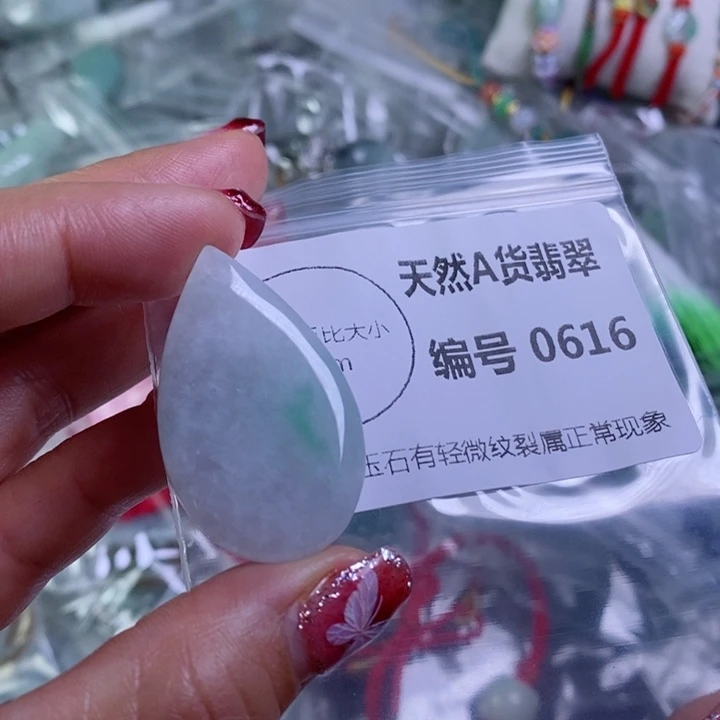 天然A货翡翠
比大小
m
编号 0616
玉石有轻微纹裂属正常现象